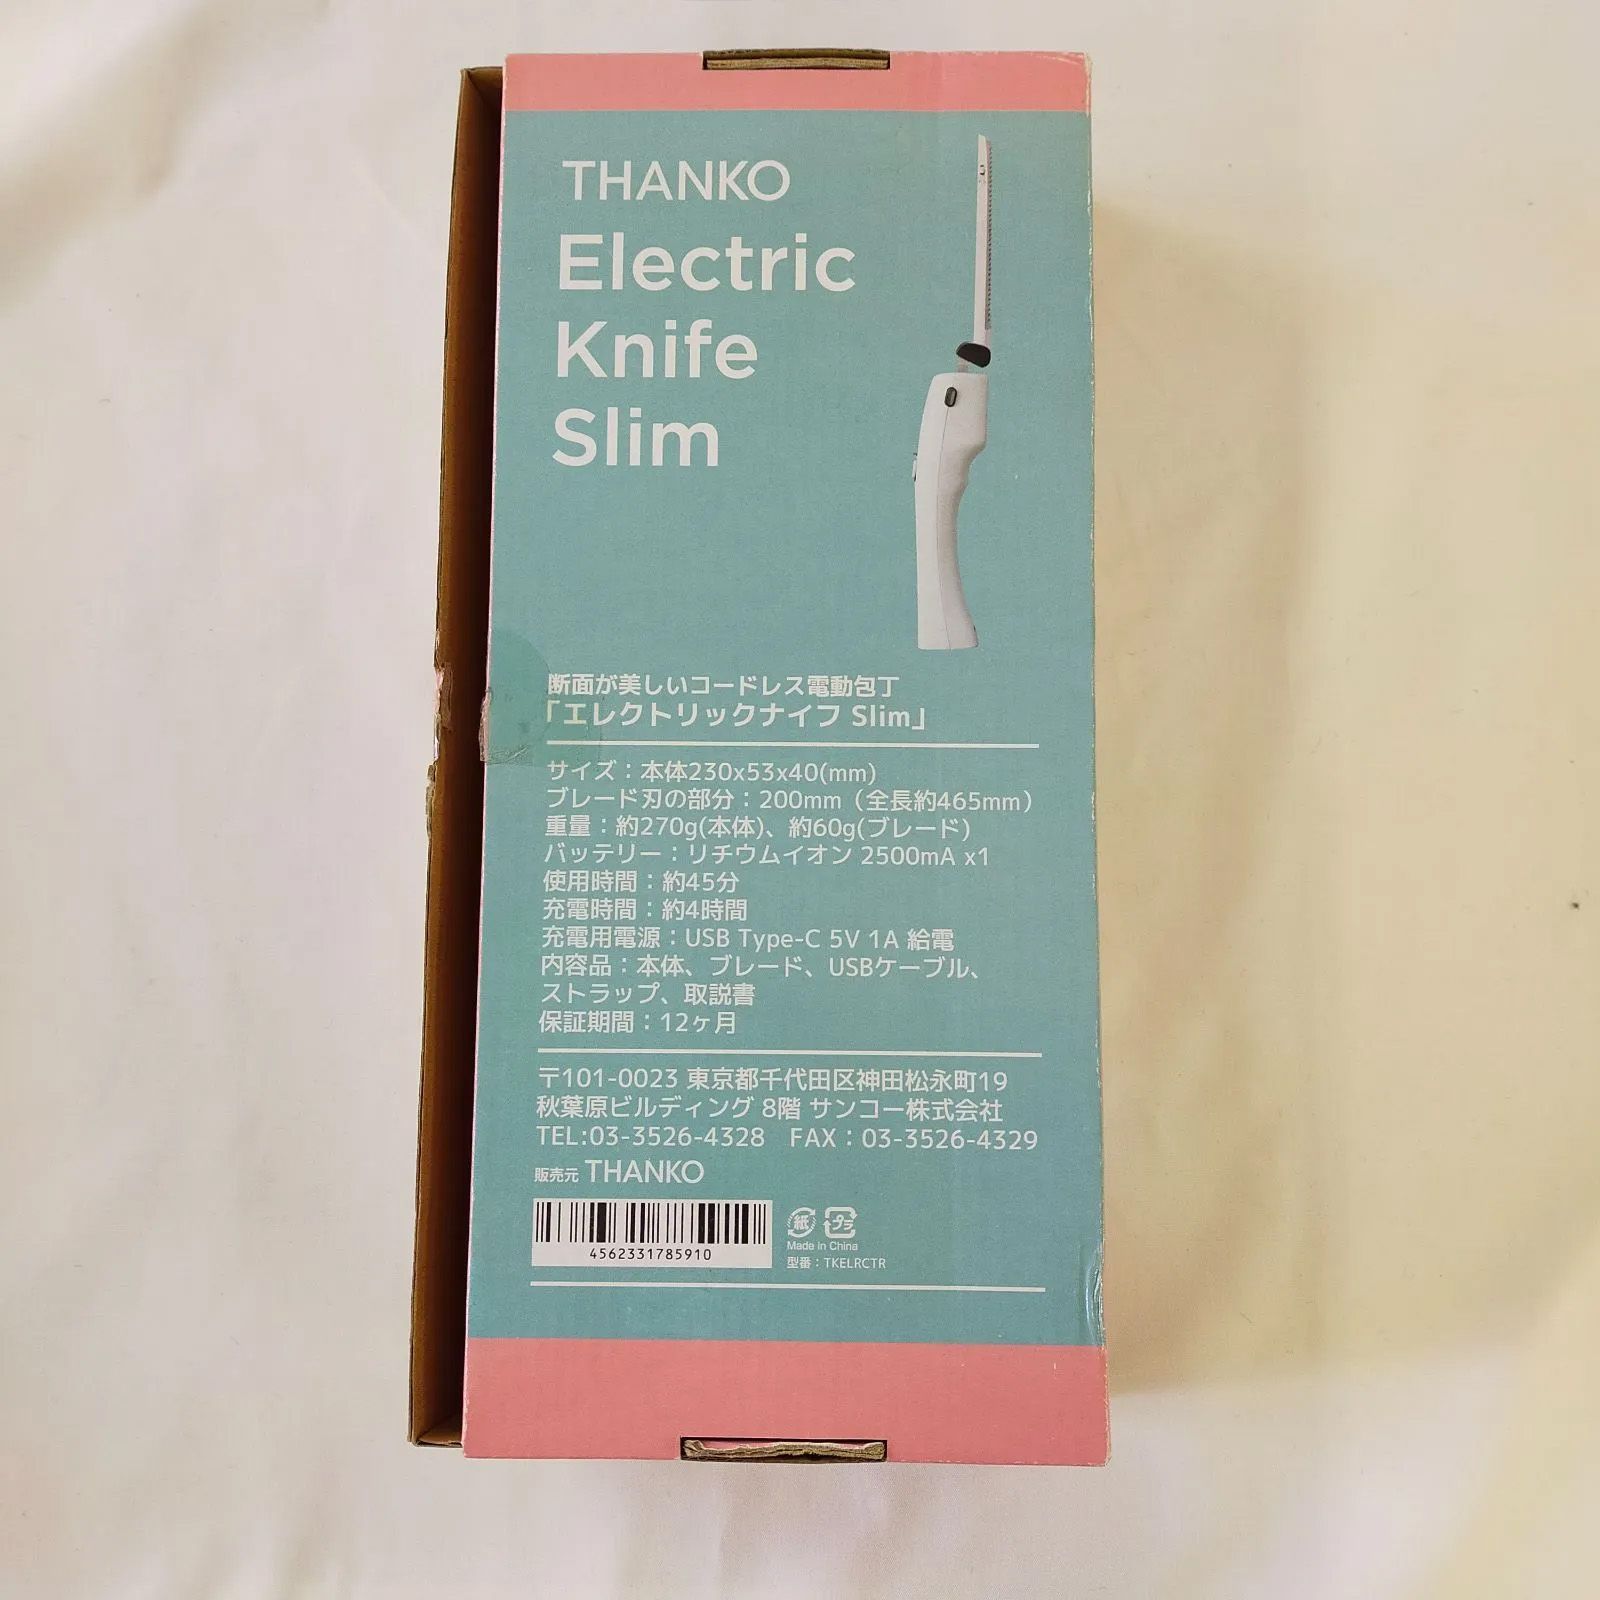 THANKO
Electric
Knife
Slim
断面が美しいコードレス電動包丁
「エレクトリックナイフ Slim」
サイズ：本体230x53x40(mm)
ブレード刃の部分：200mm（全長約465mm）
重量：約270g(本体)、約60g(ブレード)
バッテリー：リチウムイオン 2500mA x1
使用時間：約45分
充電時間：約4時間
充電用電源：USB Type-C 5V 1A 給電
内容品：本体、ブレード、USBケーブル、
ストラップ、取説書
保証期間：12ヶ月
〒101-0023 東京都千代田区神田松永町19
秋葉原ビルディング 8階 サンコー株式会社
TEL:03-3526-4328 FAX：03-3526-4329
販売元 THANKO
4562331785910
紙 プラ
Made in China
型番：TKELRCTR